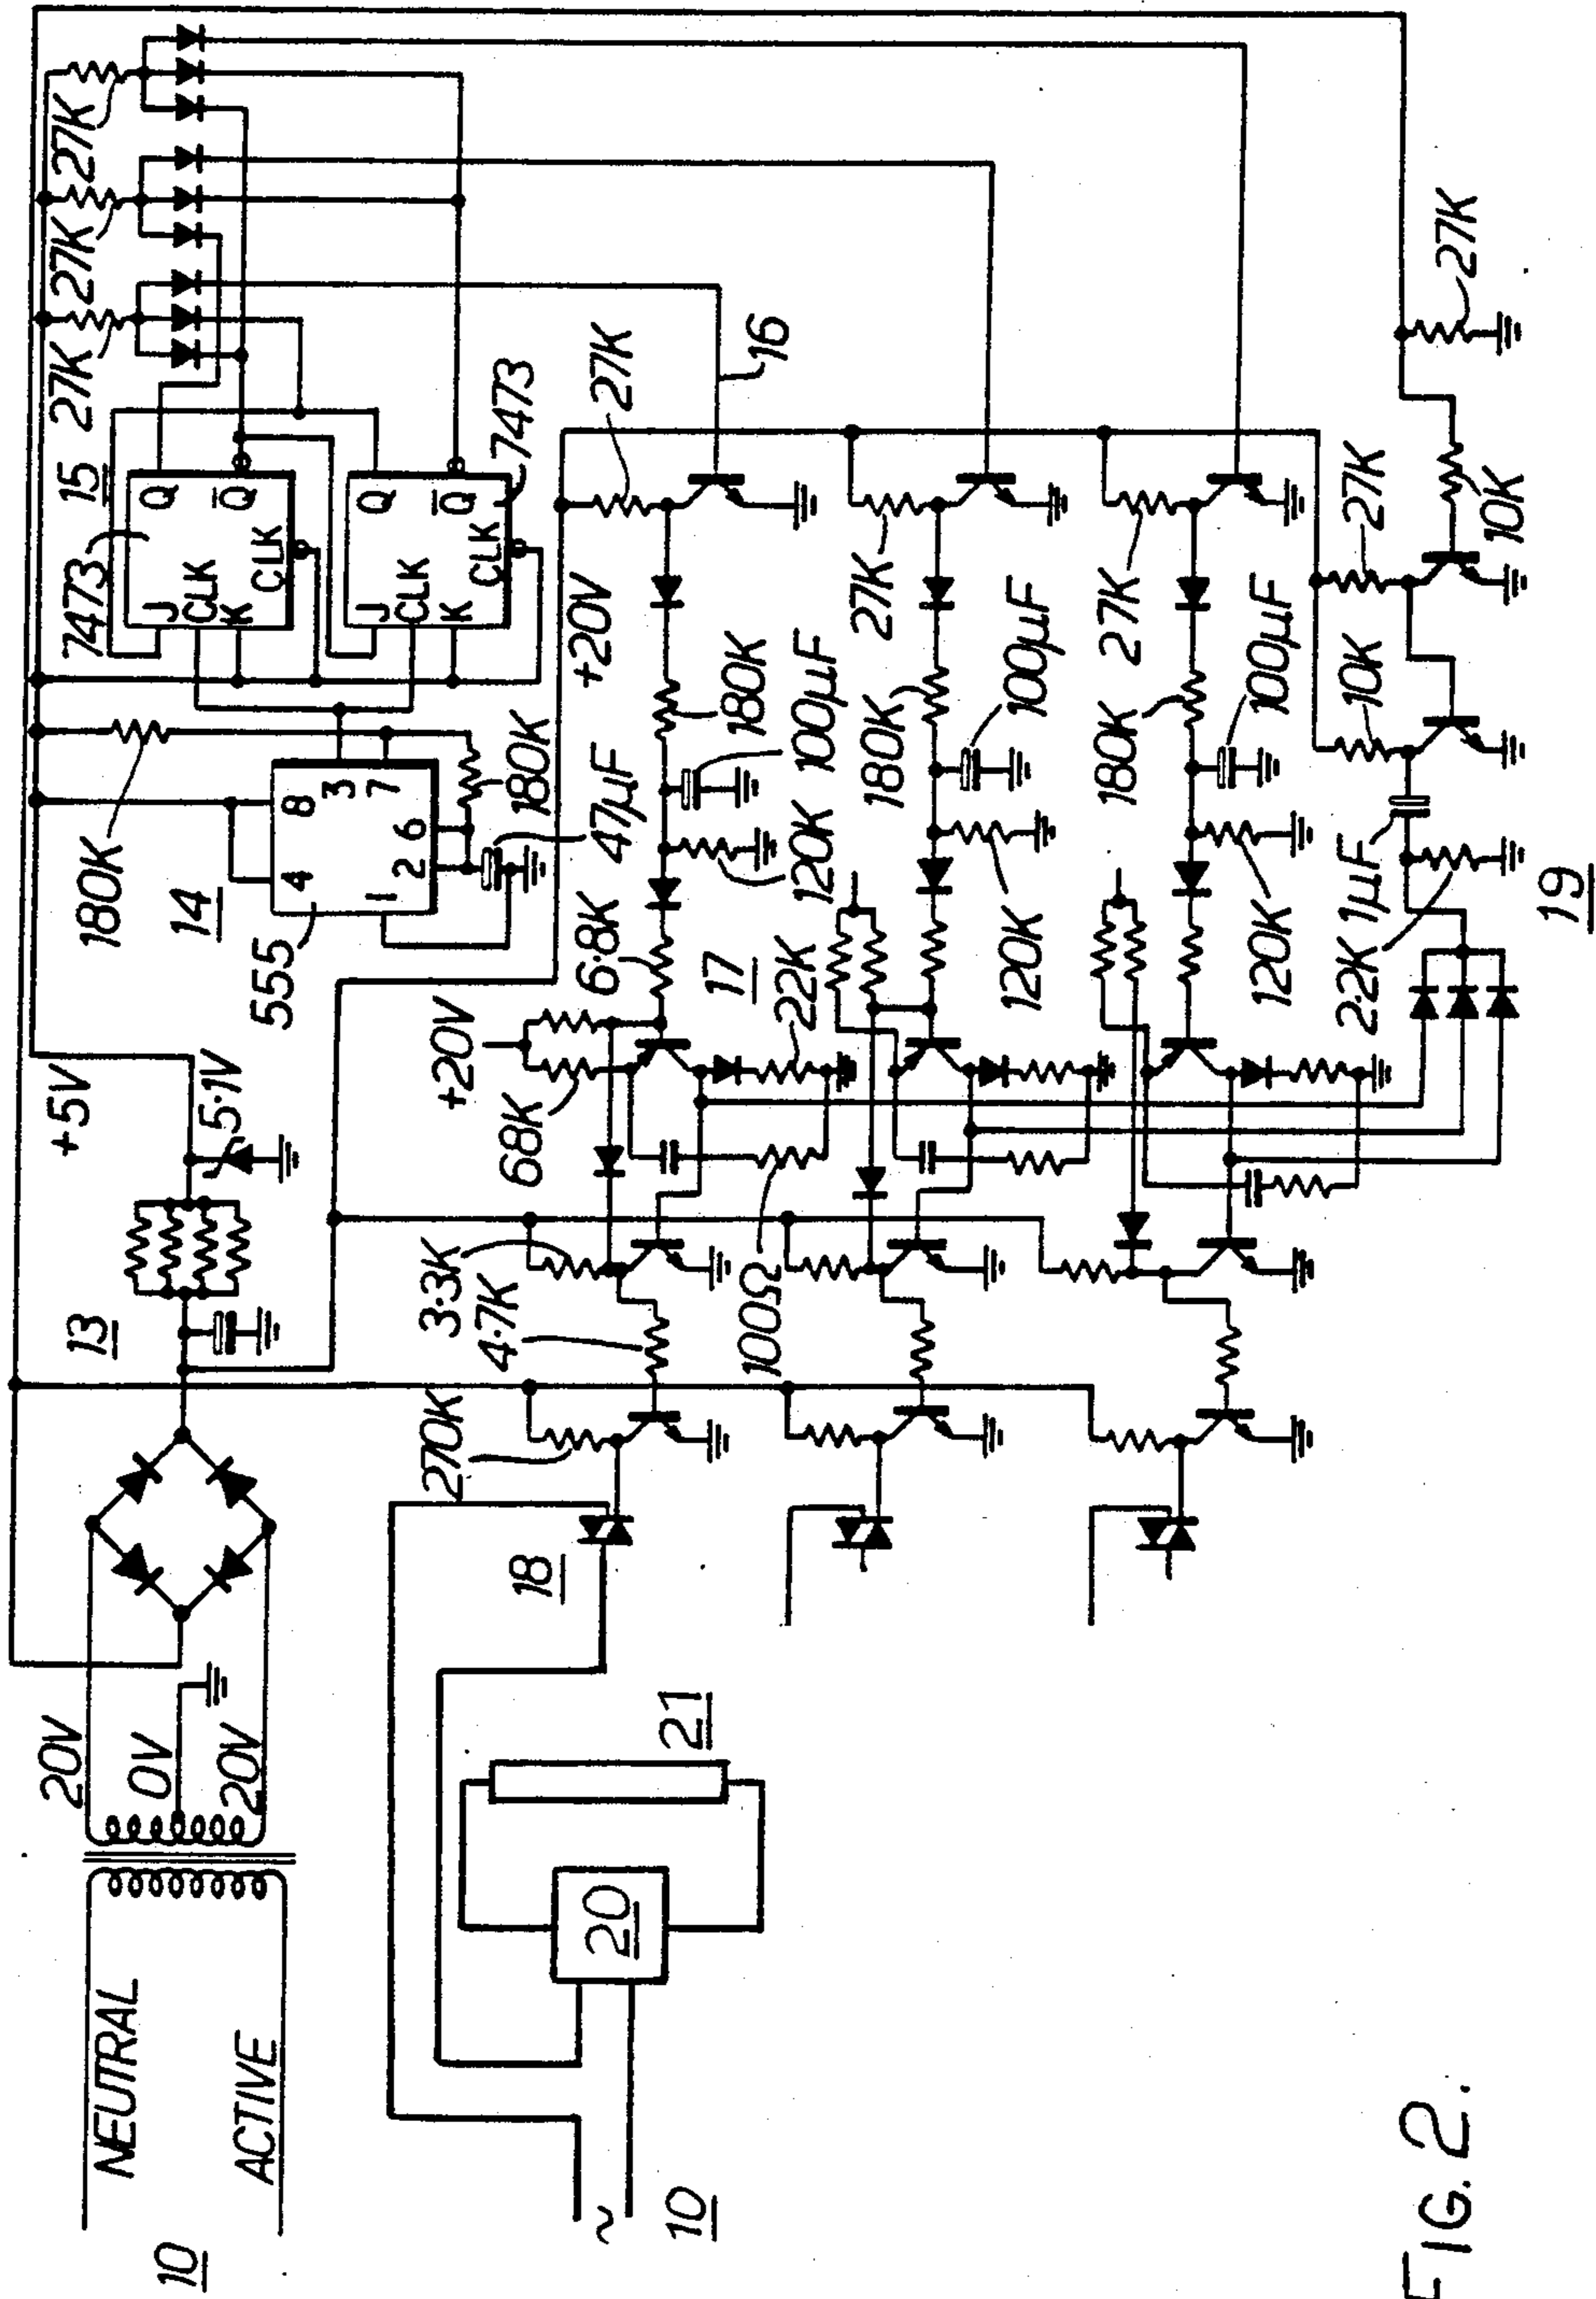 10
NEUTRAL
ACTIVE
20V
0V
20V
13
+5V
5·1V
180K
14
555
4
8
3
7
1
2
6
180K
47µF
15
7473
J
CLK
K
CLK
Q
Q̅
7473
J
CLK
K
CLK
Q
Q̅
27K
27K
27K
10
~
20
21
18
270K
4·7K
3·3K
68K
+20V
6·8K
17
22K
100Ω
120K
100µF
180K
+20V
27K
16
120K
180K
100µF
27K
120K
180K
100µF
27K
2·2K
1µF
10K
27K
10K
27K
19
FIG. 2.